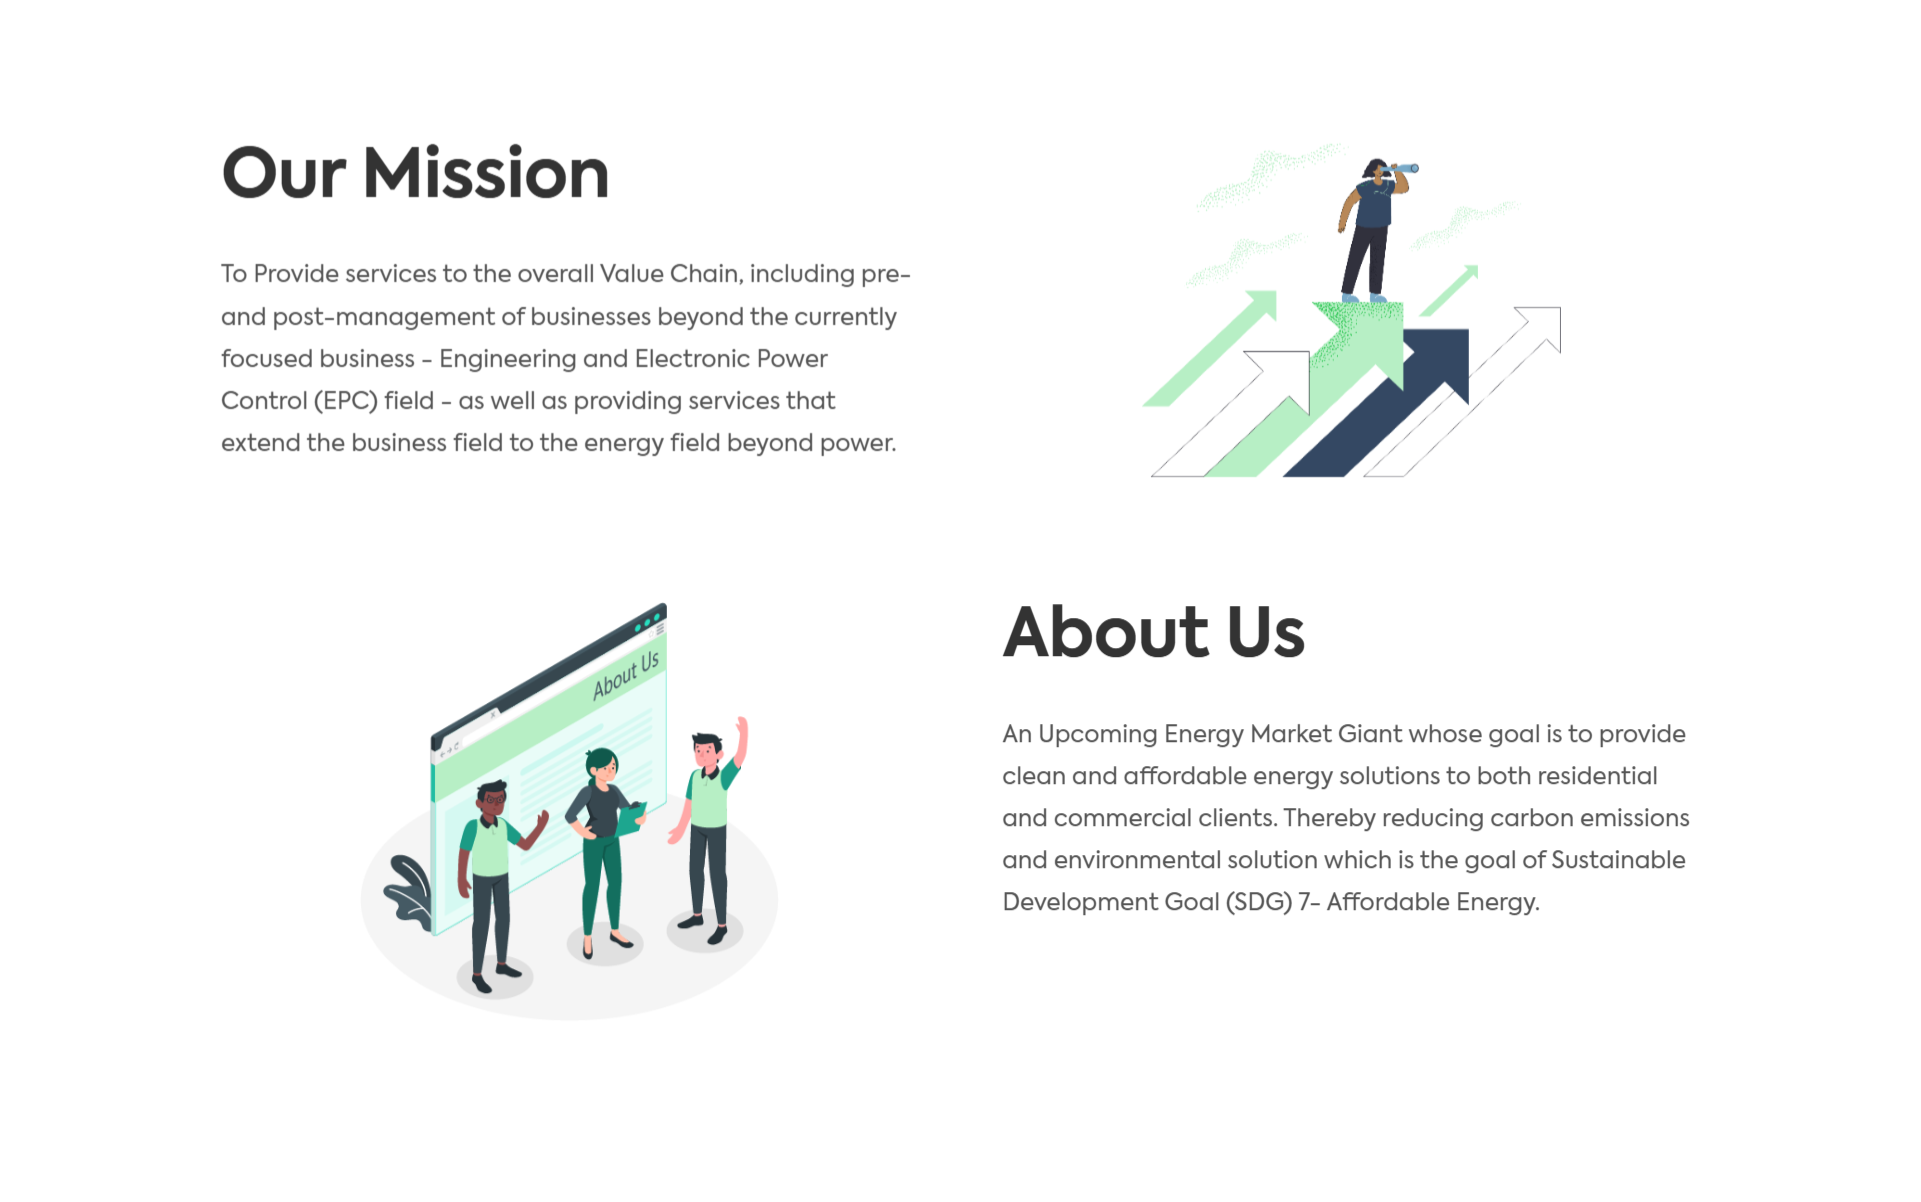 Our Mission
To Provide services to the overall Value Chain, including pre-
and post-management of businesses beyond the currently
focused business - Engineering and Electronic Power
Control (EPC) field - as well as providing services that
extend the business field to the energy field beyond power.
About Us
About Us
An Upcoming Energy Market Giant whose goal is to provide
clean and affordable energy solutions to both residential
and commercial clients. Thereby reducing carbon emissions
and environmental solution which is the goal of Sustainable
Development Goal (SDG) 7- Affordable Energy.